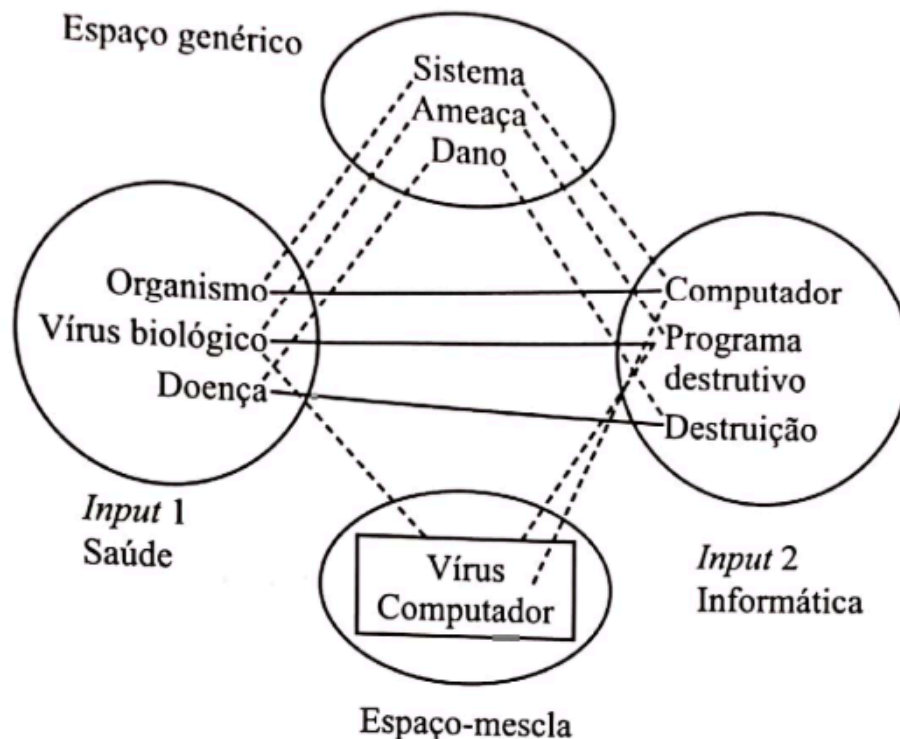 Espaço genérico
Sistema
Ameaça
Dano
Organismo
Vírus biológico
Doença
Computador
Programa
destrutivo
Destruição
Input 1
Saúde
Vírus
Computador
Input 2
Informática
Espaço-mescla